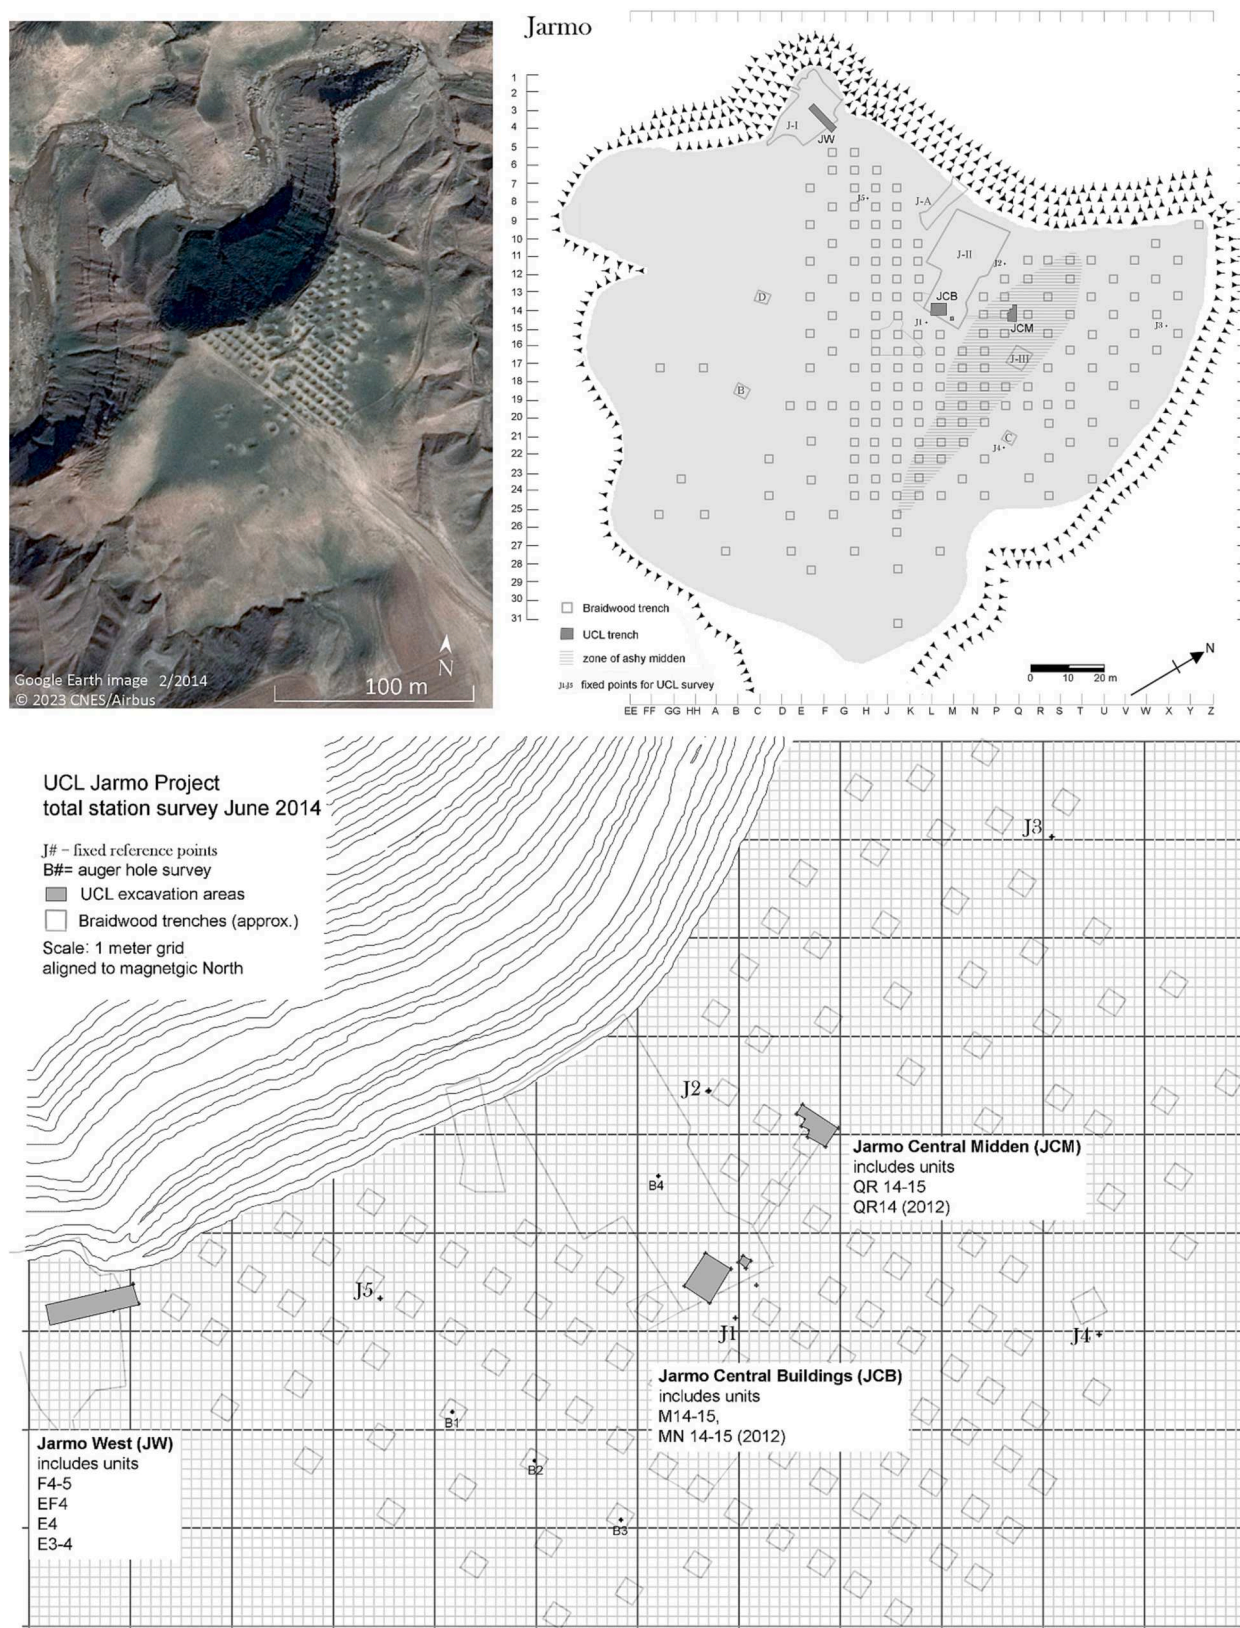 Jarmo
1
2
3
4
5
6
7
8
9
10
11
12
13
14
15
16
17
18
19
20
21
22
23
24
25
26
27
28
29
30
31
J-I
JW
J5
J-A
J-II
J2
D
JCB
J1
JCM
J3
J-III
B
C
J4
Braidwood trench
UCL trench
zone of ashy midden
J1-J5 fixed points for UCL survey
0 10 20 m
N
EE FF GG HH A B C D E F G H J K L M N P Q R S T U V W X Y Z
N
Google Earth image 2/2014
© 2023 CNES/Airbus
100 m
UCL Jarmo Project
total station survey June 2014
J# – fixed reference points
B#= auger hole survey
UCL excavation areas
Braidwood trenches (approx.)
Scale: 1 meter grid
aligned to magnetgic North
J3
J2
B4
Jarmo Central Midden (JCM)
includes units
QR 14-15
QR14 (2012)
J5
J1
J4
Jarmo Central Buildings (JCB)
includes units
M14-15,
MN 14-15 (2012)
B1
B2
B3
Jarmo West (JW)
includes units
F4-5
EF4
E4
E3-4